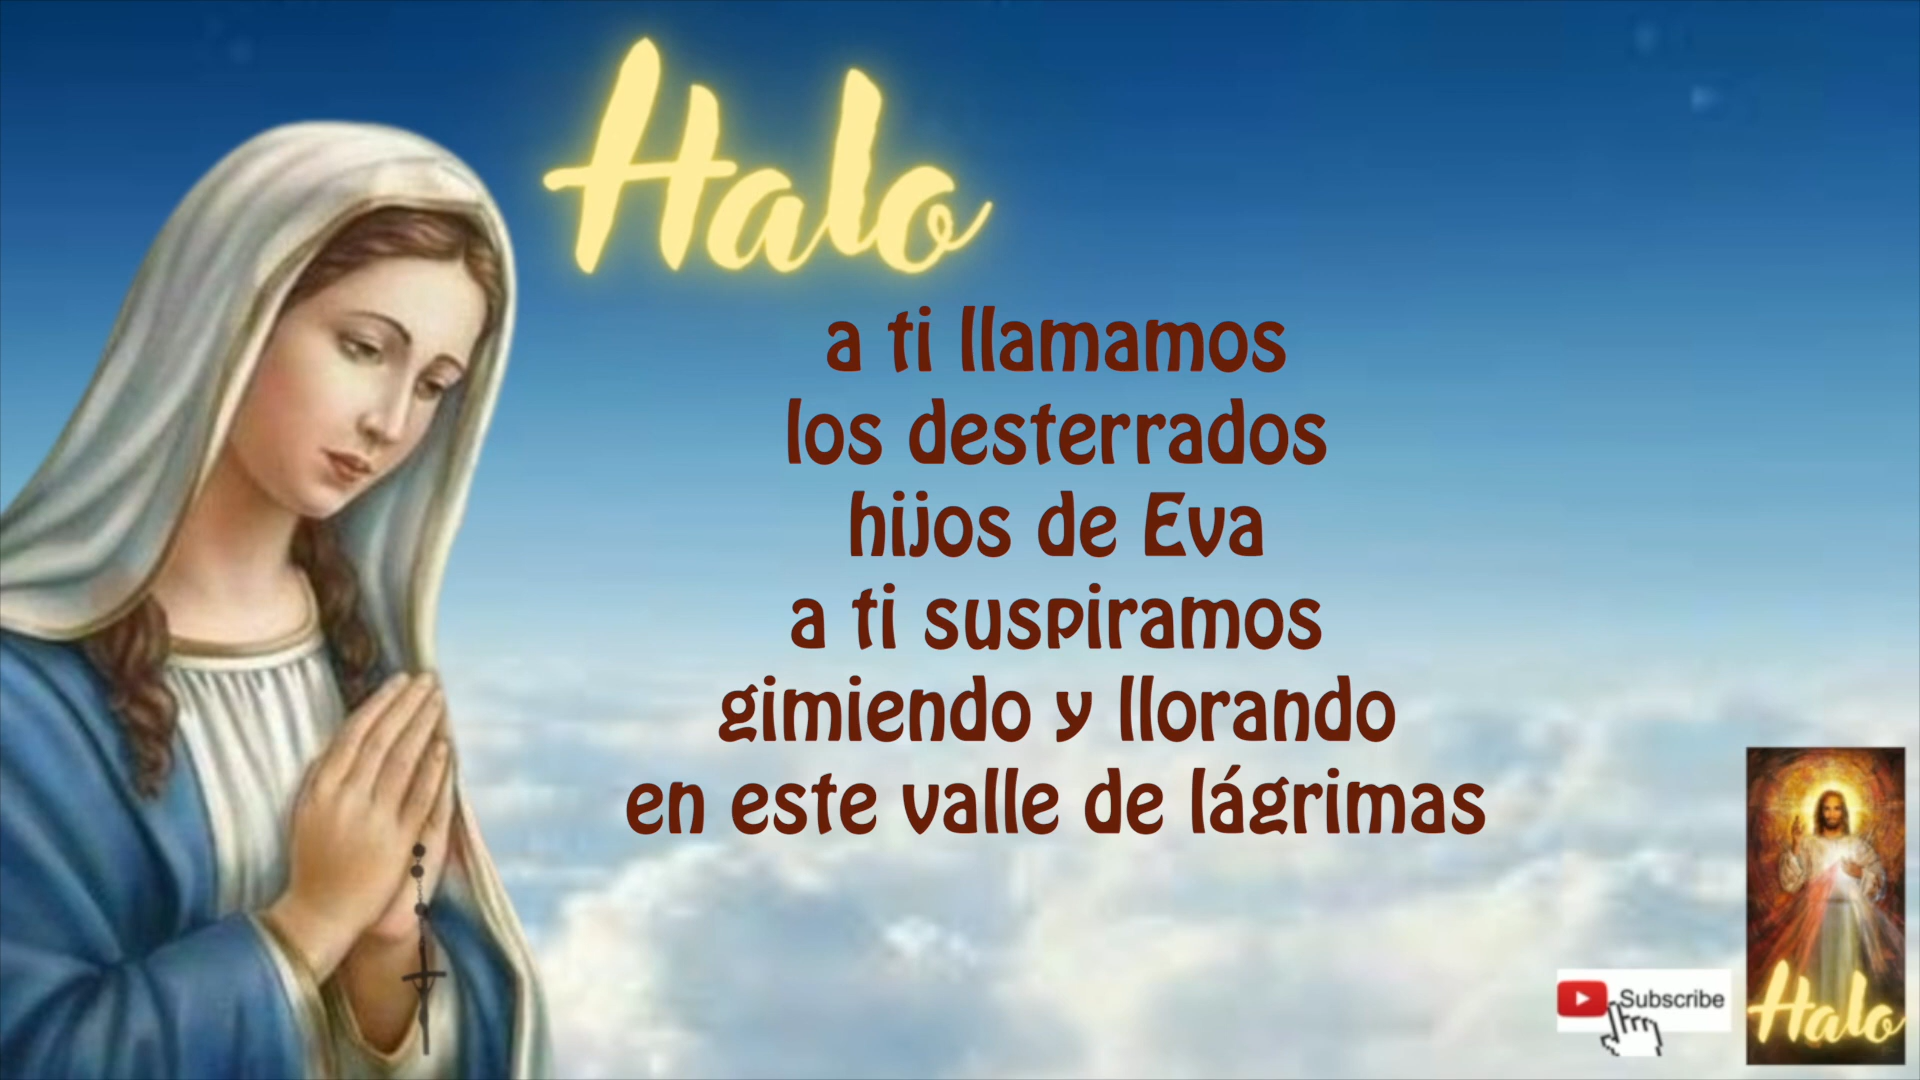 Halo
a ti llamamos
los desterrados
hijos de Eva
a ti suspiramos
gimiendo y llorando
en este valle de lágrimas
Subscribe
Halo